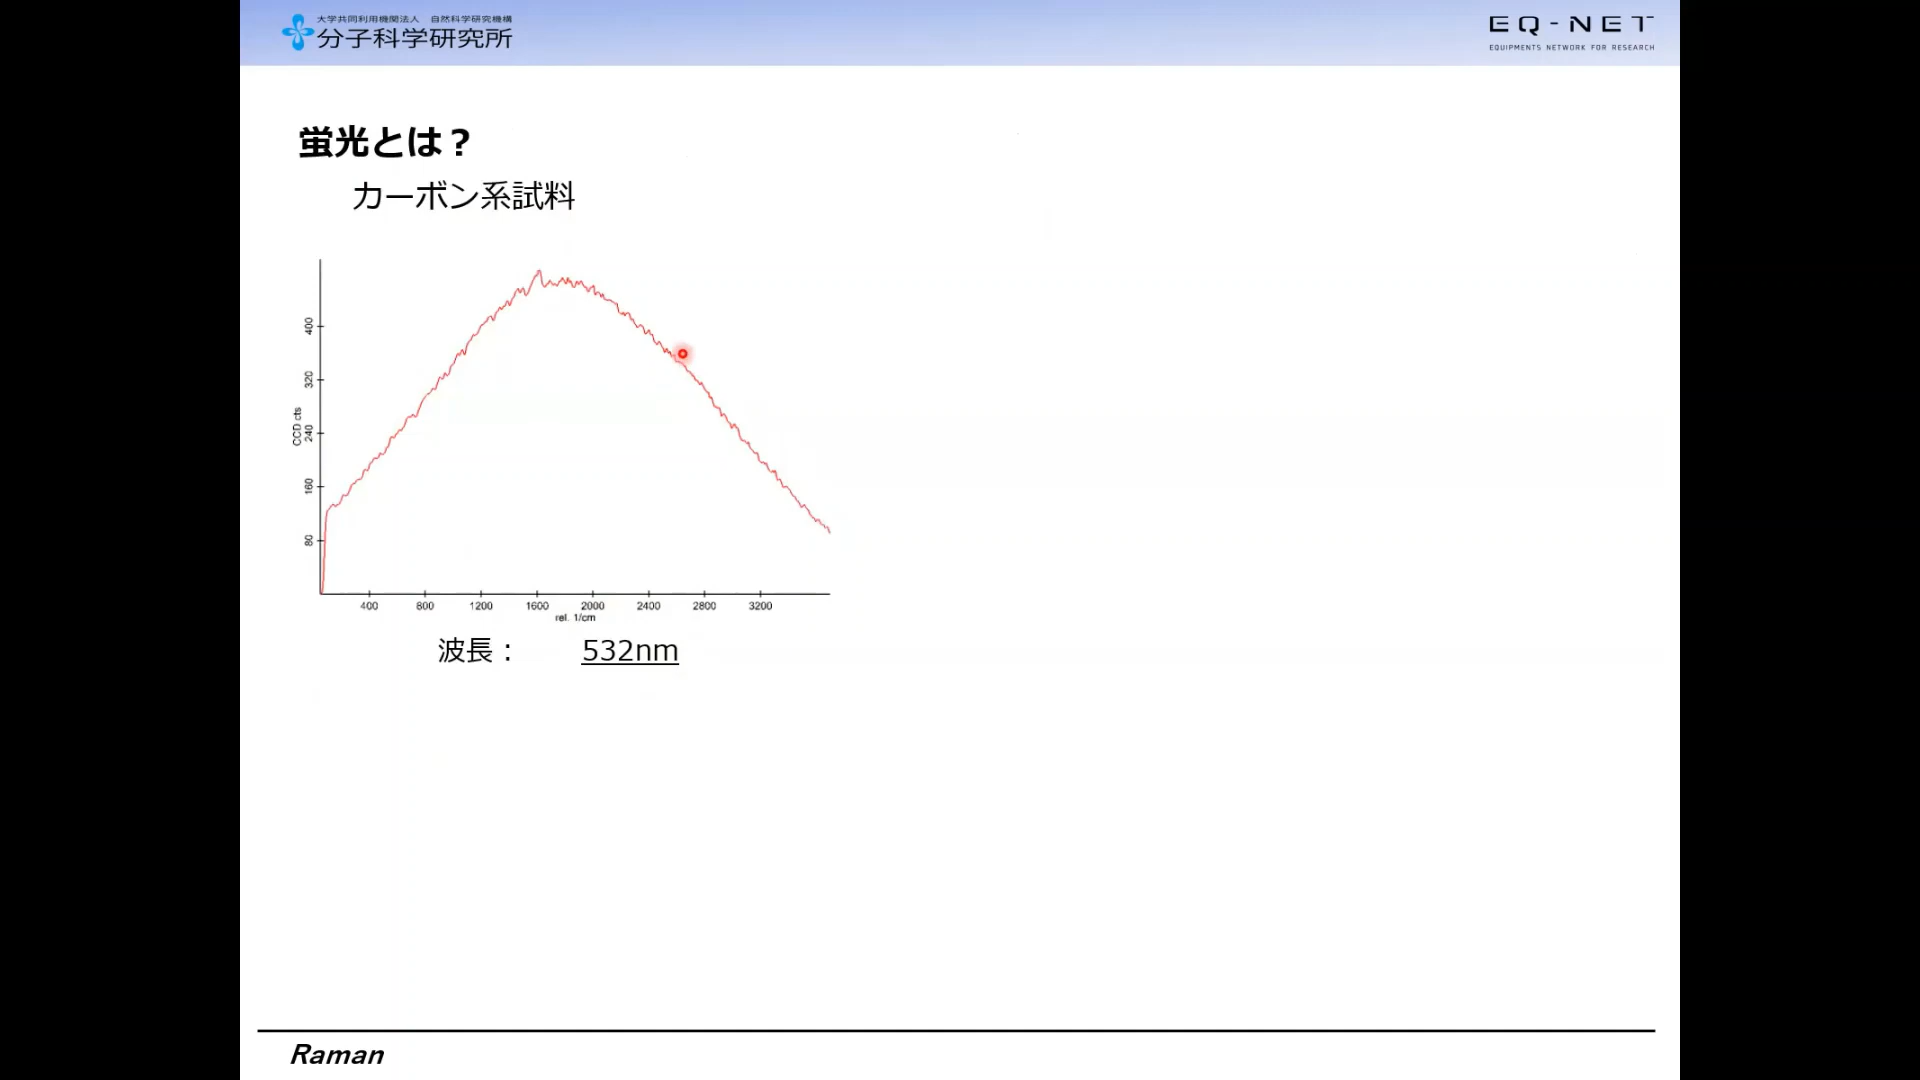 大学共同利用機関法人 自然科学研究機構
分子科学研究所
EQ-NET
EQUIPMENTS NETWORK FOR RESEARCH
蛍光とは？
カーボン系試料
CCD cts
400
320
240
160
80
400 800 1200 1600 2000 2400 2800 3200
rel. 1/cm
波長： 532nm
Raman